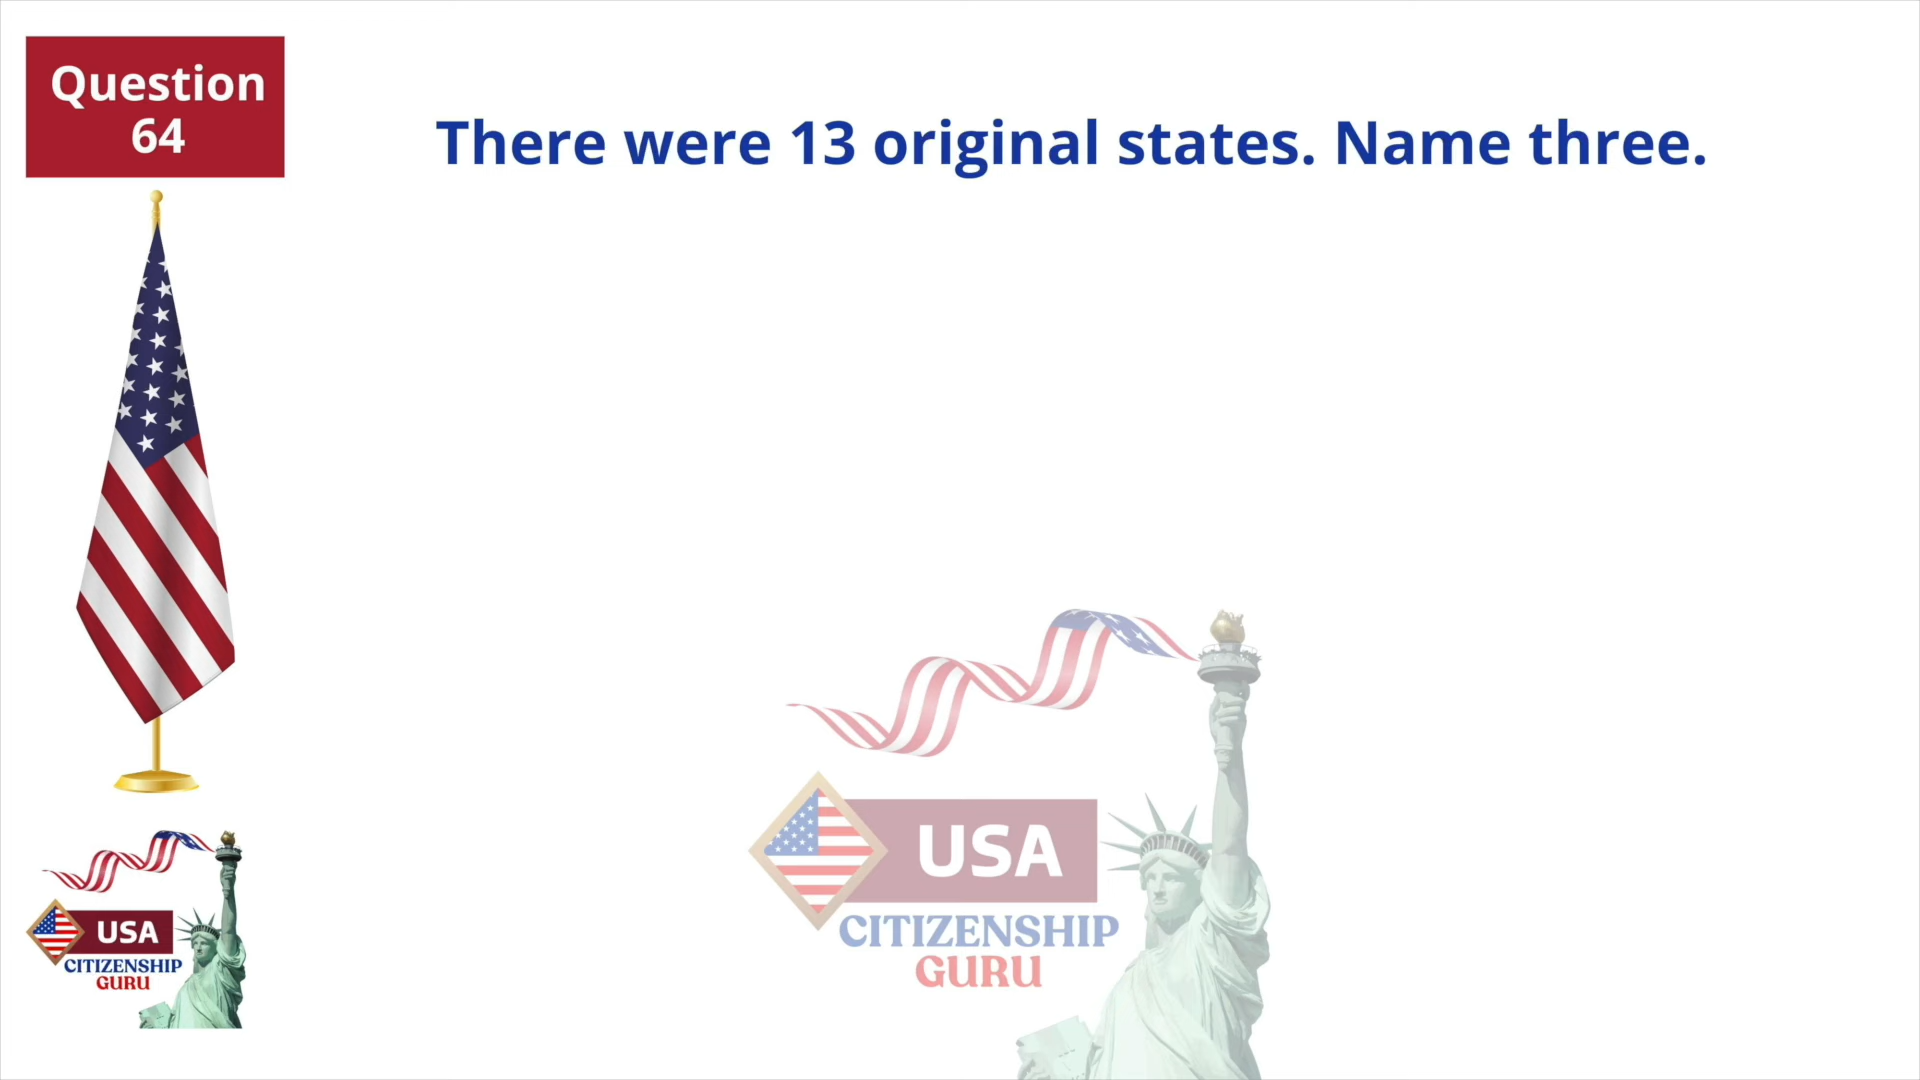 Question
64
There were 13 original states. Name three.
USA
CITIZENSHIP
GURU
USA
CITIZENSHIP
GURU